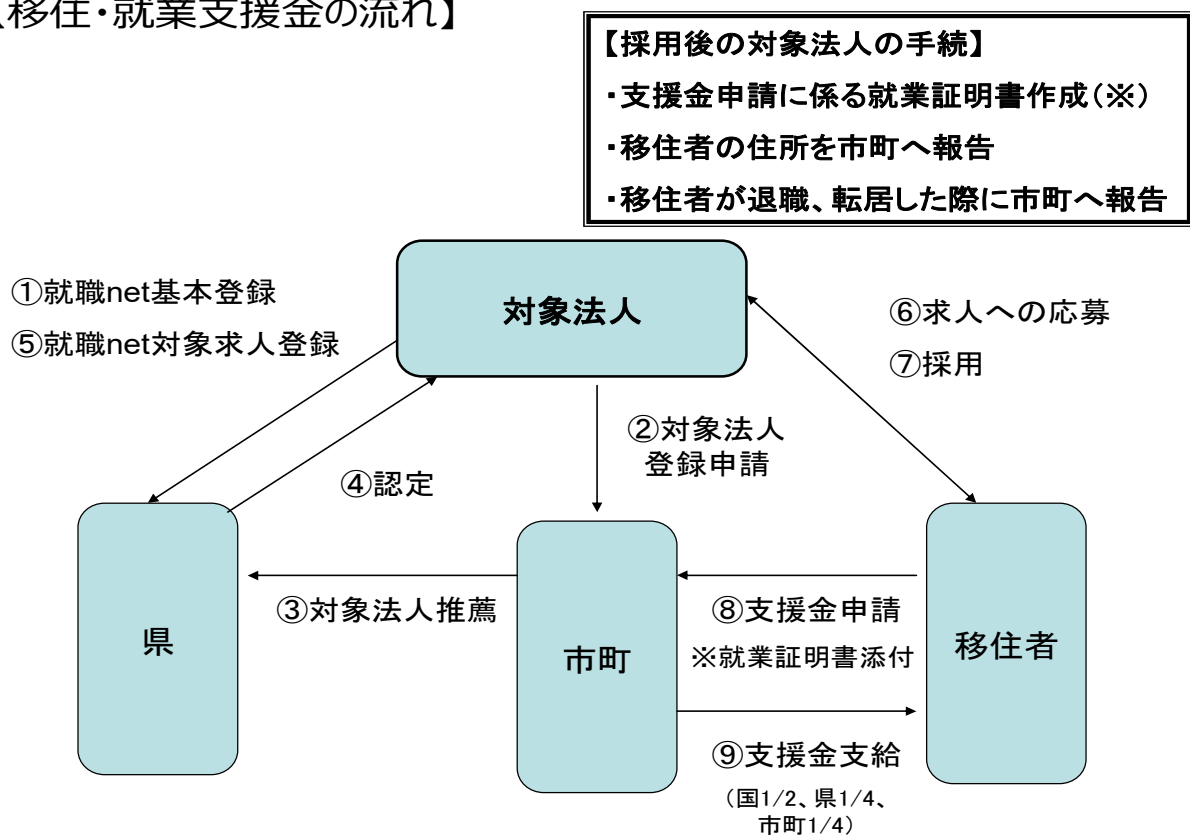 移住・就業支援金の流れ】
【採用後の対象法人の手続】
・支援金申請に係る就業証明書作成（※）
・移住者の住所を市町へ報告
・移住者が退職、転居した際に市町へ報告
①就職net基本登録
⑤就職net対象求人登録
対象法人
⑥求人への応募
⑦採用
②対象法人
登録申請
④認定
県
③対象法人推薦
市町
⑧支援金申請
※就業証明書添付
移住者
⑨支援金支給
（国1/2、県1/4、
市町1/4）